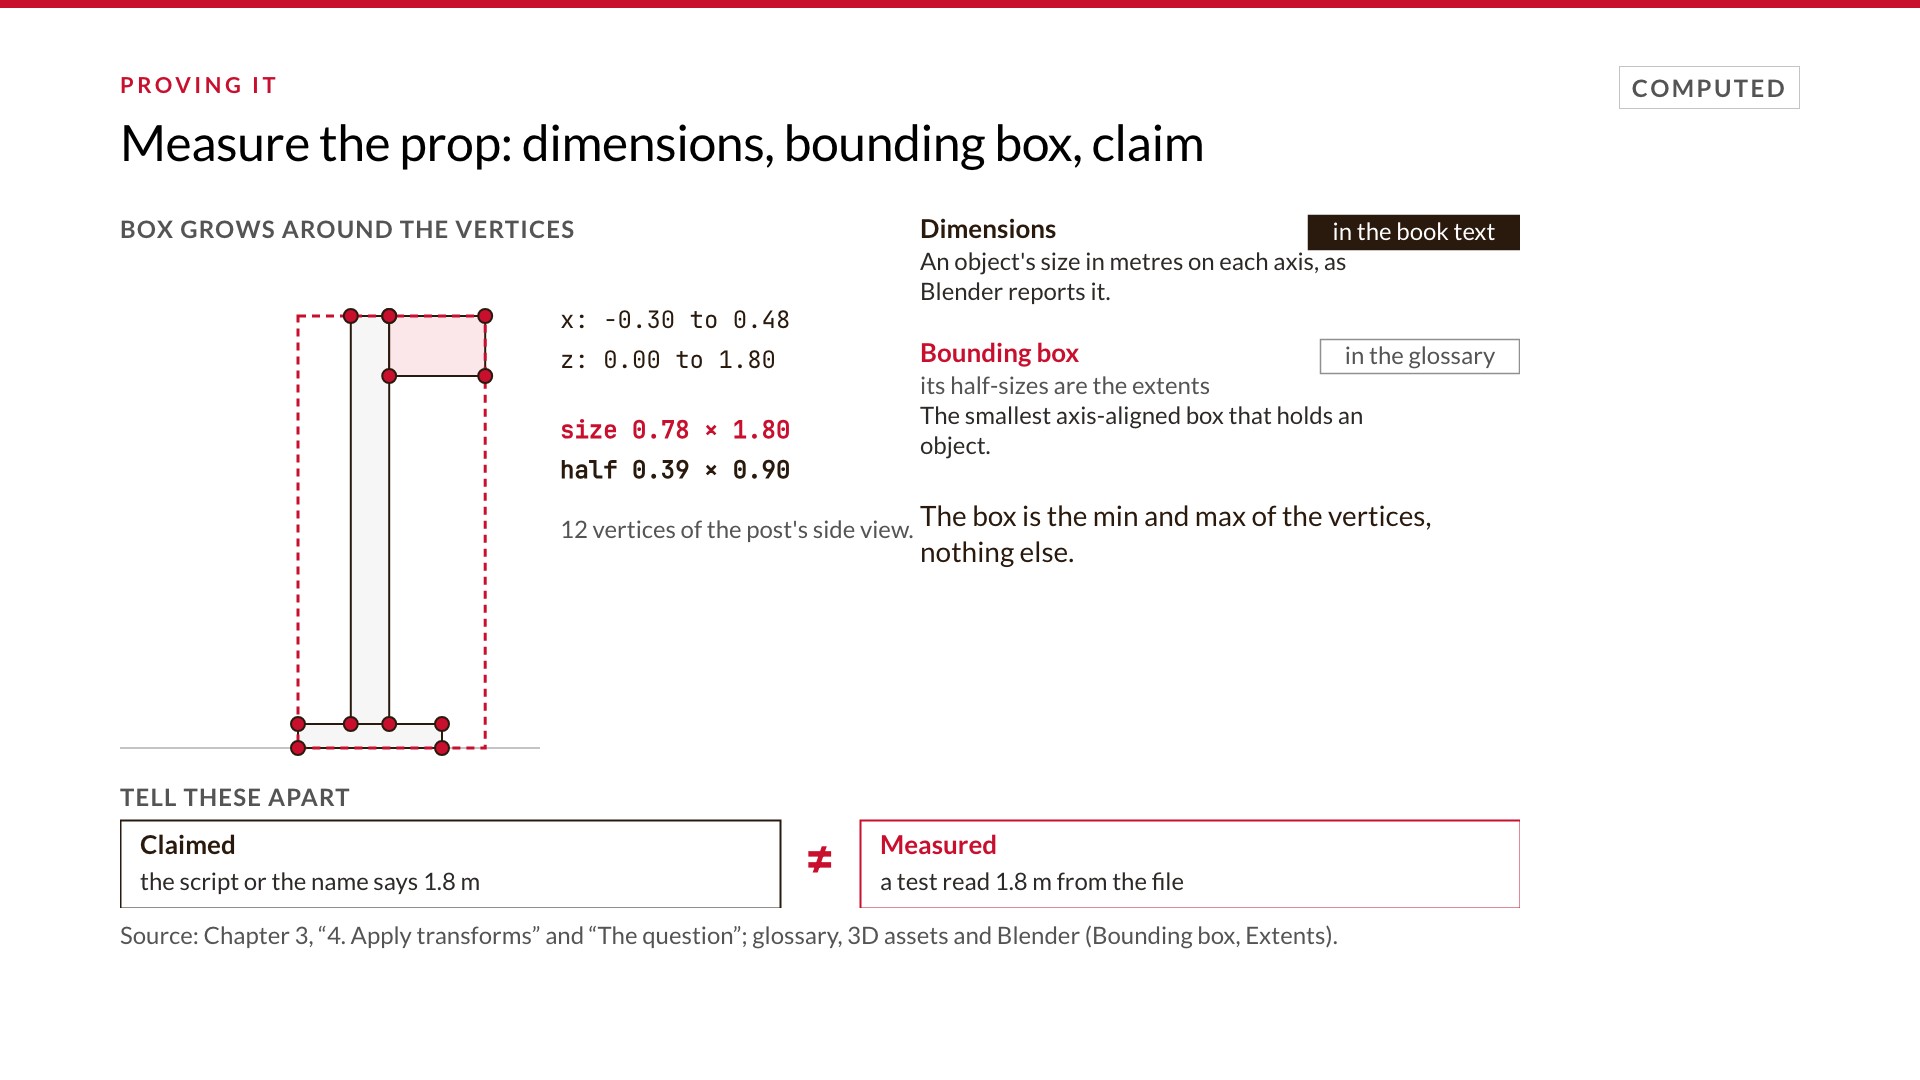 PROVING IT
COMPUTED
Measure the prop: dimensions, bounding box, claim
BOX GROWS AROUND THE VERTICES
x: -0.30 to 0.48
z: 0.00 to 1.80
size 0.78 × 1.80
half 0.39 × 0.90
12 vertices of the post's side view.
Dimensions
in the book text
An object's size in metres on each axis, as
Blender reports it.
Bounding box
in the glossary
its half-sizes are the extents
The smallest axis-aligned box that holds an
object.
The box is the min and max of the vertices,
nothing else.
TELL THESE APART
Claimed
the script or the name says 1.8 m
≠
Measured
a test read 1.8 m from the file
Source: Chapter 3, “4. Apply transforms” and “The question”; glossary, 3D assets and Blender (Bounding box, Extents).